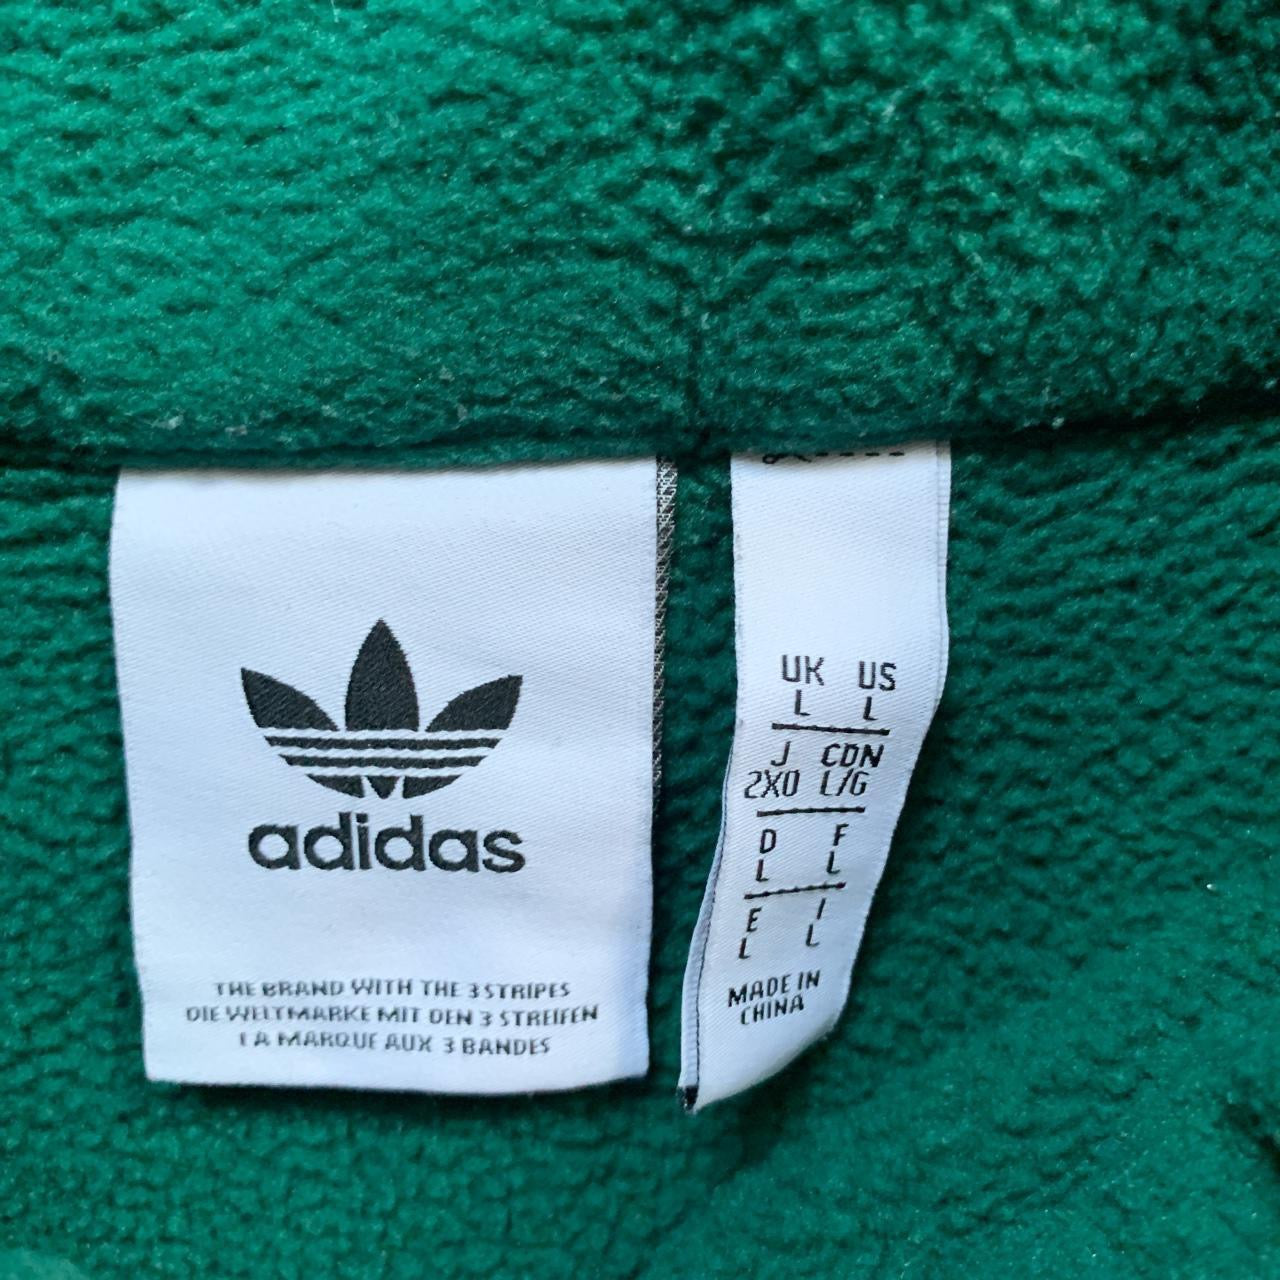 adidas
THE BRAND WITH THE 3 STRIPES
DIE WELTMARKE MIT DEN 3 STREIFEN
LA MARQUE AUX 3 BANDES
UK US
L L
J CDN
2XO L/G
D F
L L
E I
L L
MADE IN
CHINA